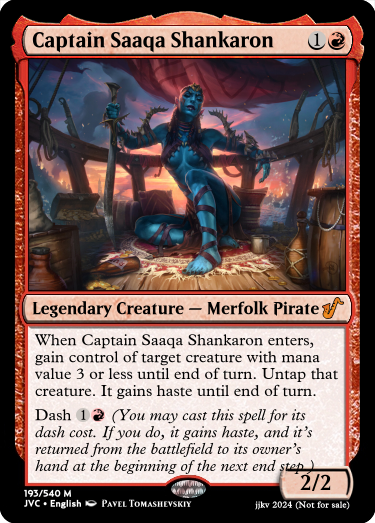 Captain Saaqa Shankaron 1
Legendary Creature — Merfolk Pirate
When Captain Saaqa Shankaron enters,
gain control of target creature with mana
value 3 or less until end of turn. Untap that
creature. It gains haste until end of turn.
Dash 1 (You may cast this spell for its
dash cost. If you do, it gains haste, and it's
returned from the battlefield to its owner's
hand at the beginning of the next end step.)
2/2
193/540 M
JVC • English Pavel Tomashevskiy
jjkv 2024 (Not for sale)